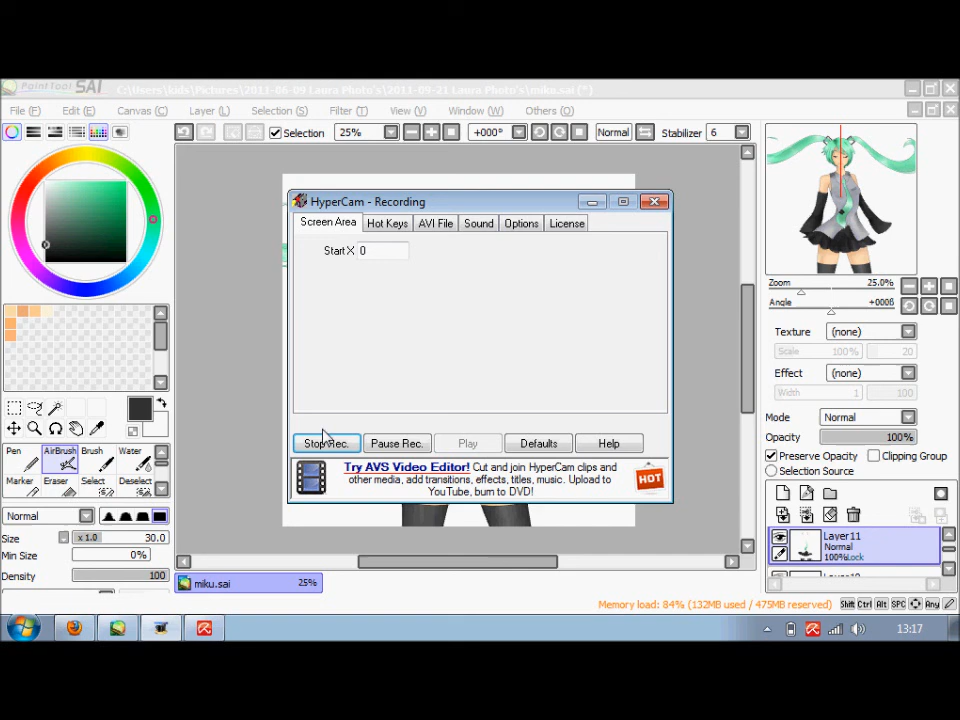 PaintTool SAI C:\Users\kids\Pictures\2011-06-09 Laura Photo's\2011-09-21 Laura Photo's\miku.sai (*)
File (F) Edit (E) Canvas (C) Layer (L) Selection (S) Filter (T) View (V) Window (W) Others (O)
Selection 25% +000° Normal Stabilizer 6
HyperCam - Recording
Screen Area Hot Keys AVI File Sound Options License
Start X 0
Stop Rec. Pause Rec. Play Defaults Help
Try AVS Video Editor! Cut and join HyperCam clips and
other media, add transitions, effects, titles, music. Upload to
YouTube, burn to DVD!
HOT
Zoom 25.0%
Angle +000ß
Texture (none)
Scale 100% 20
Effect (none)
Width 1 100
Mode Normal
Opacity 100%
Preserve Opacity Clipping Group
Selection Source
Layer11
Normal
100% Lock
Pen AirBrush Brush Water
Marker Eraser Select Deselect
Normal
Size x 1.0 30.0
Min Size 0%
Density 100
miku.sai 25%
Memory load: 84% (132MB used / 475MB reserved) Shift Ctrl Alt SPC Any
13:17